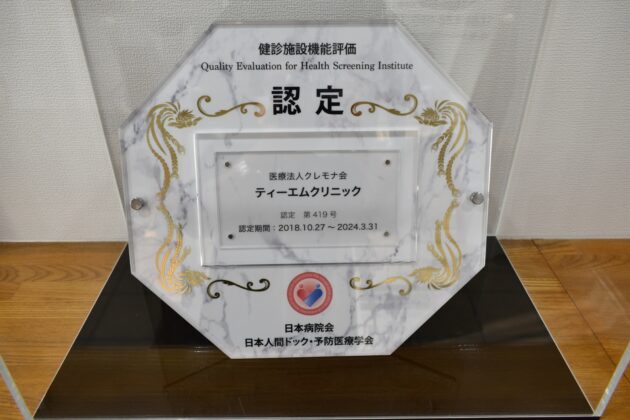 健診施設機能評価
Quality Evaluation for Health Screening Institute
認定
医療法人クレモナ会
ティーエムクリニック
認定 第419号
認定期間：2018.10.27～2024.3.31
日本病院会
日本人間ドック・予防医療学会